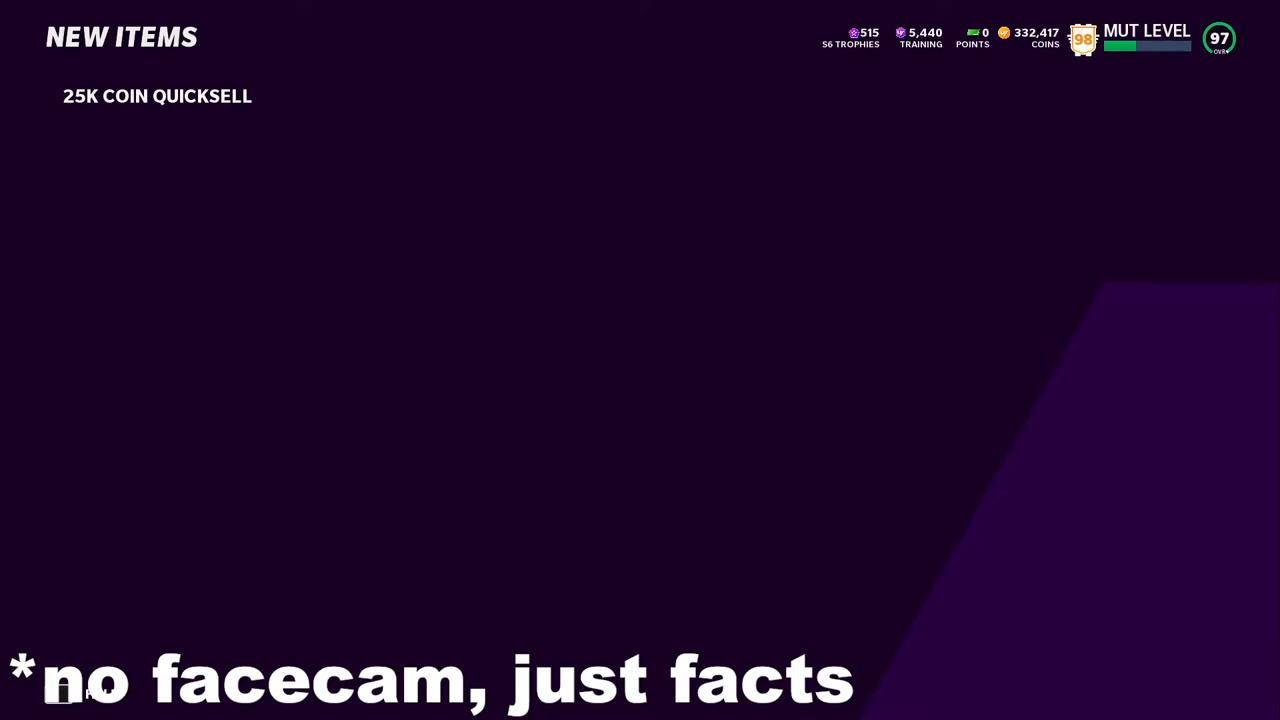 NEW ITEMS
515
S6 TROPHIES
5,440
TRAINING
0
POINTS
332,417
COINS
98
MUT LEVEL
97
OVR
25K COIN QUICKSELL
*no facecam, just facts